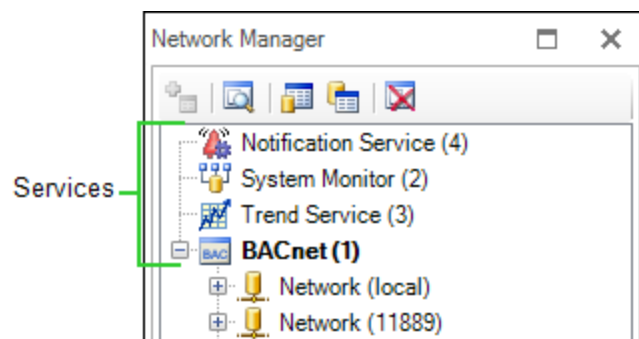 Network Manager
Notification Service (4)
System Monitor (2)
Services
Trend Service (3)
BAC BACnet (1)
Network (local)
Network (11889)